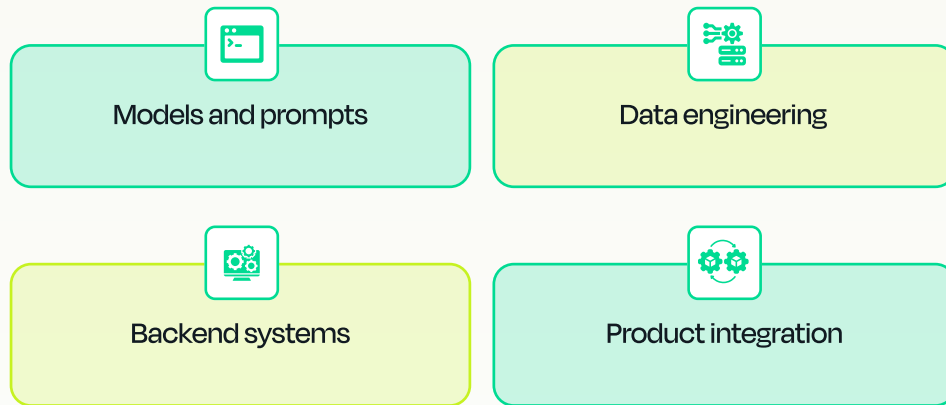 Models and prompts
Data engineering
Backend systems
Product integration